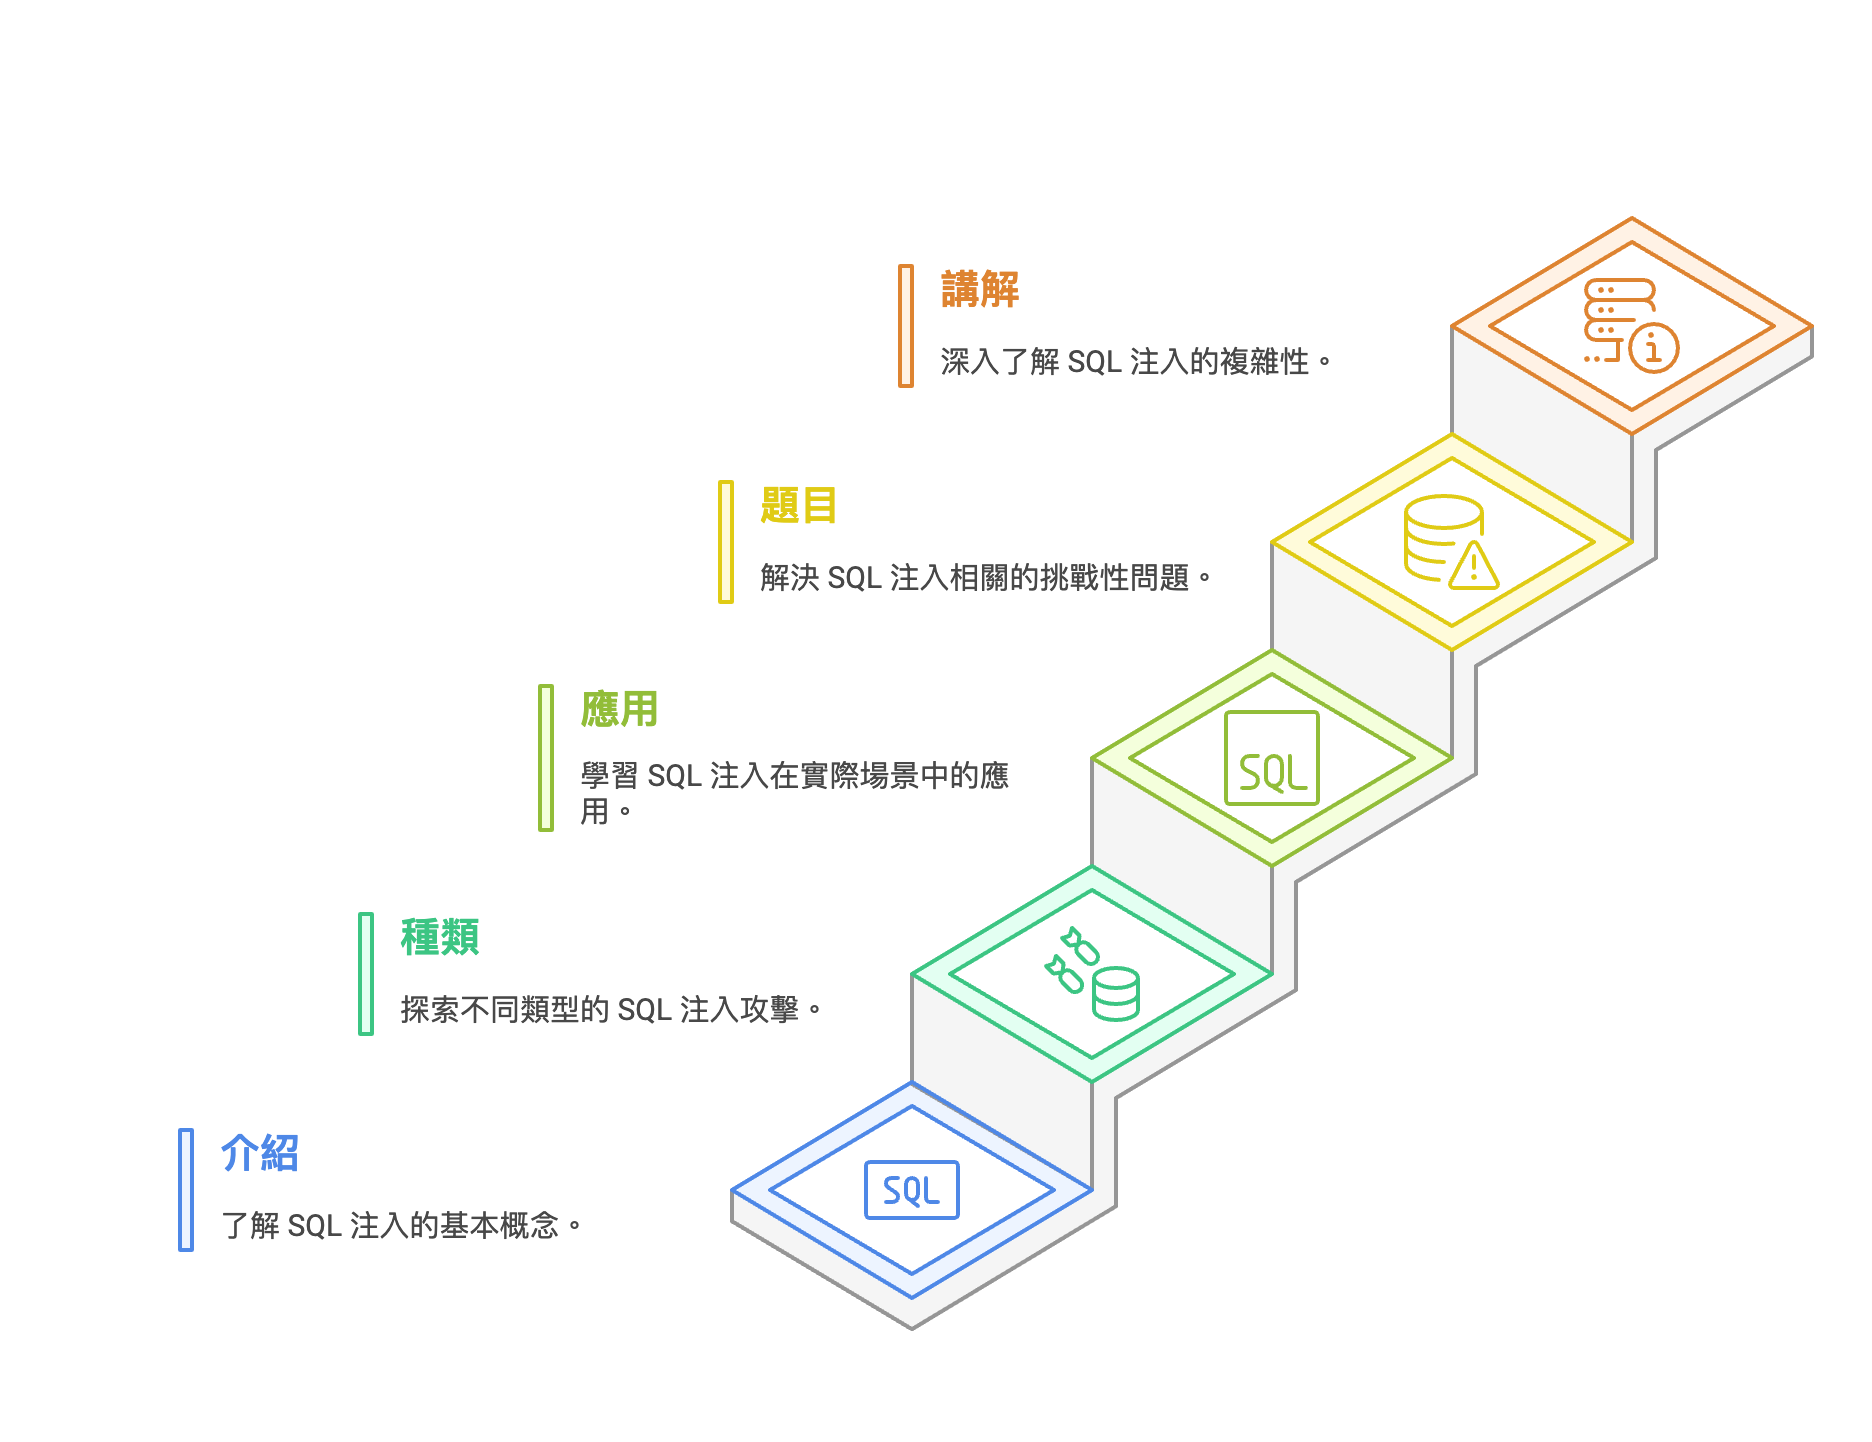 講解
深入了解 SQL 注入的複雜性。
題目
解決 SQL 注入相關的挑戰性問題。
應用
SQL
學習 SQL 注入在實際場景中的應
用。
種類
探索不同類型的 SQL 注入攻擊。
介紹
SQL
了解 SQL 注入的基本概念。